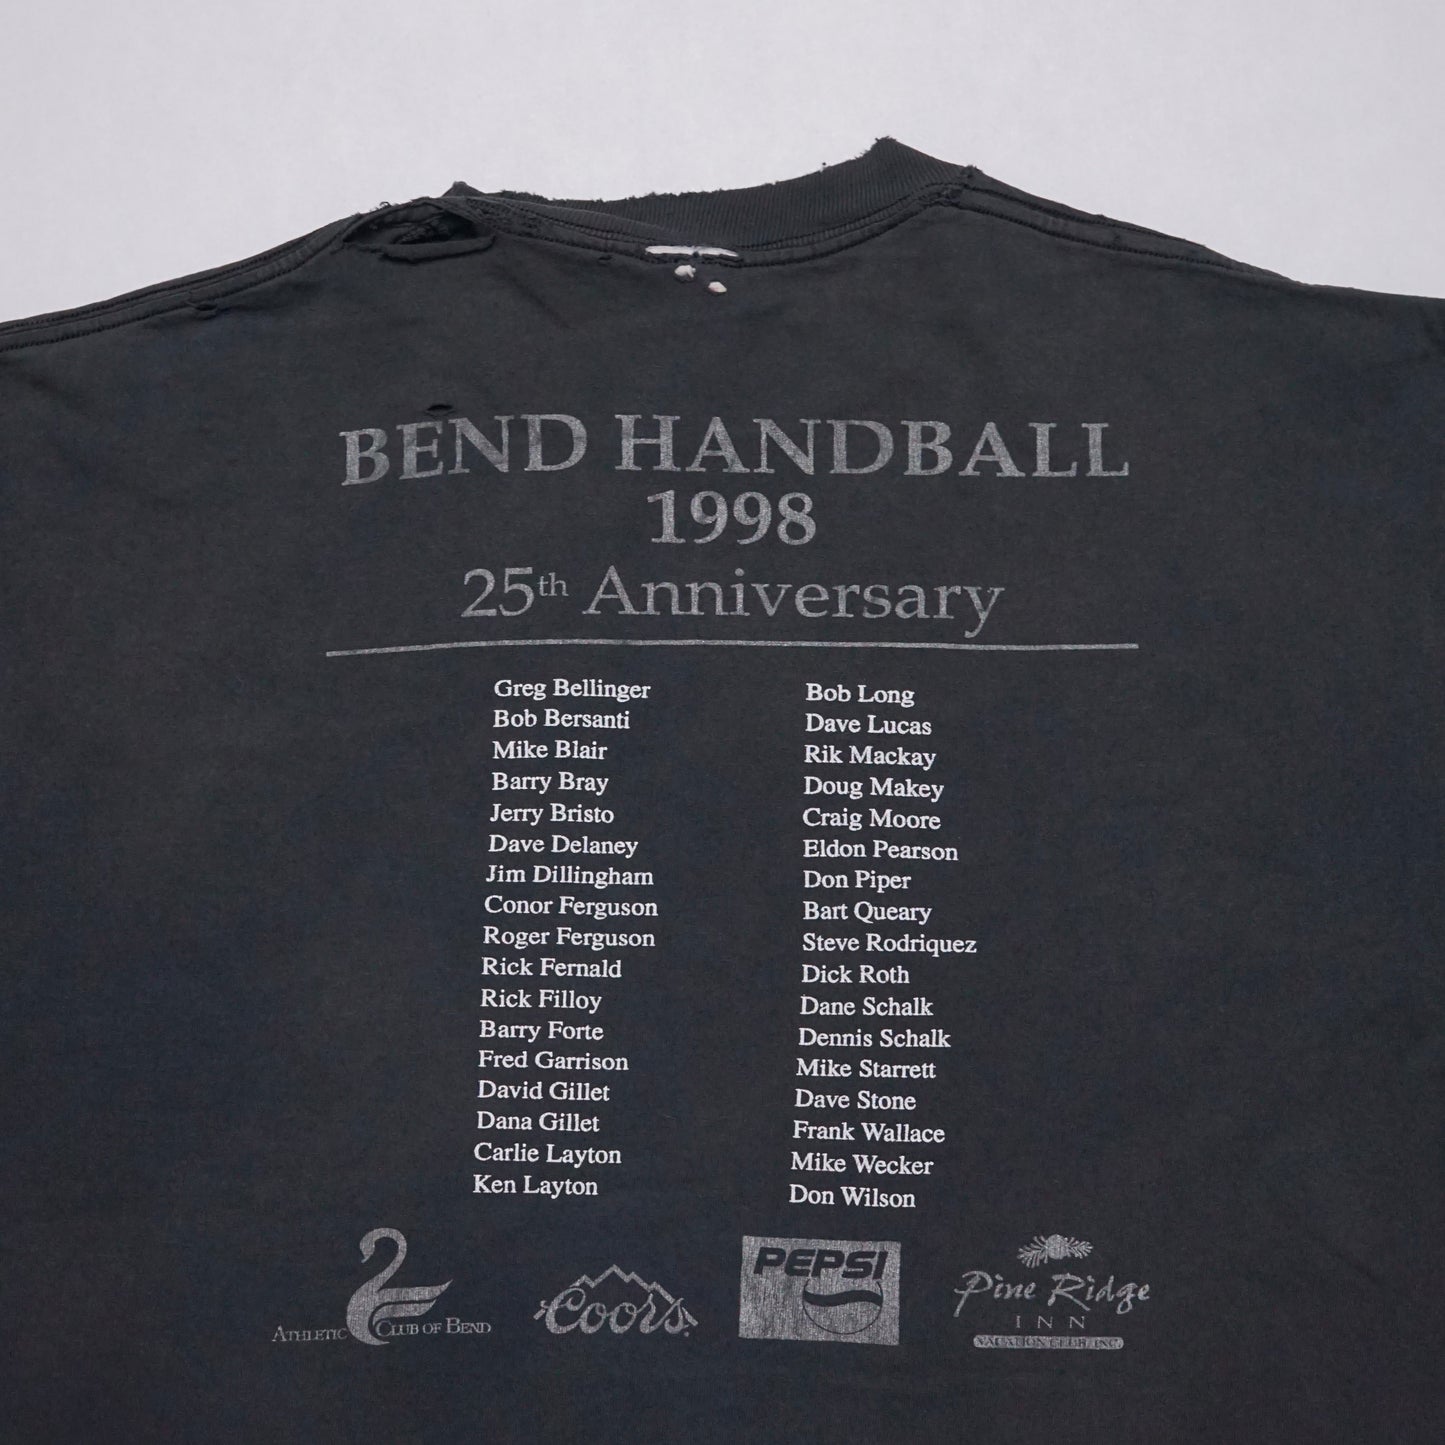 BEND HANDBALL
1998
25th Anniversary
Greg Bellinger
Bob Bersanti
Mike Blair
Barry Bray
Jerry Bristo
Dave Delaney
Jim Dillingham
Conor Ferguson
Roger Ferguson
Rick Fernald
Rick Filloy
Barry Forte
Fred Garrison
David Gillet
Dana Gillet
Carlie Layton
Ken Layton
Bob Long
Dave Lucas
Rik Mackay
Doug Makey
Craig Moore
Eldon Pearson
Don Piper
Bart Queary
Steve Rodriquez
Dick Roth
Dane Schalk
Dennis Schalk
Mike Starrett
Dave Stone
Frank Wallace
Mike Wecker
Don Wilson
ATHLETIC CLUB OF BEND
Coors
PEPSI
Pine Ridge
INN
VACATION CLUB, INC.